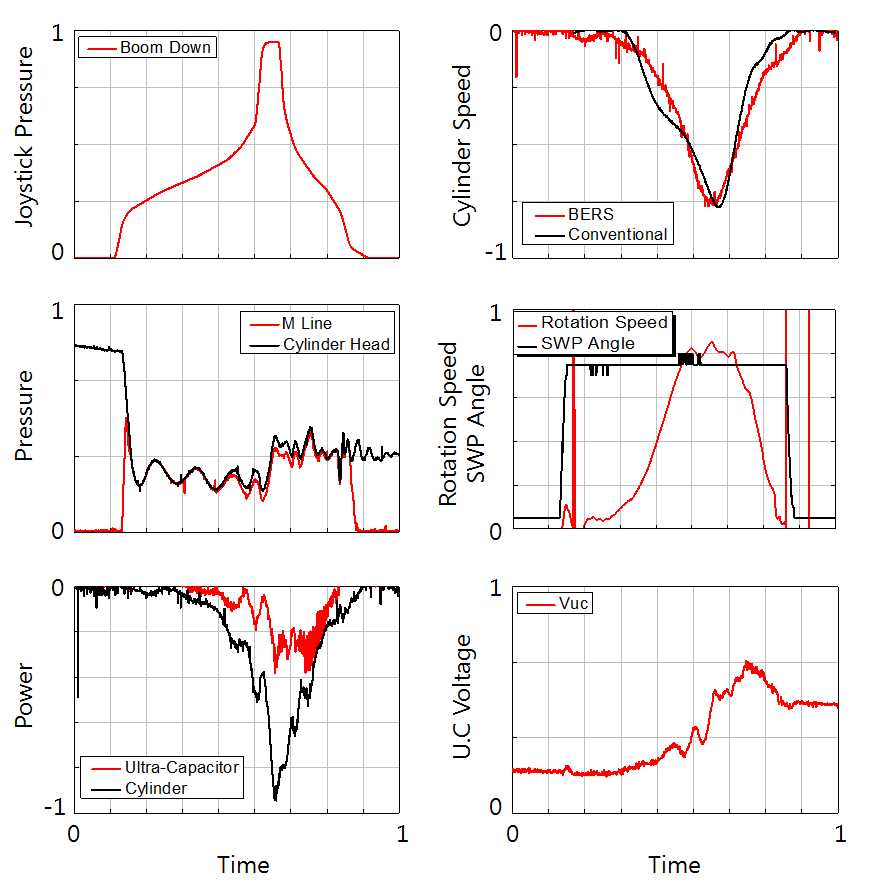 1
Boom Down
Joystick Pressure
0
0
Cylinder Speed
BERS
Conventional
-1
1
M Line
Cylinder Head
Pressure
0
1
Rotation Speed
SWP Angle
Rotation Speed
SWP Angle
0
0
Power
Ultra-Capacitor
Cylinder
-1
0
1
Time
1
Vuc
U.C Voltage
0
0
1
Time